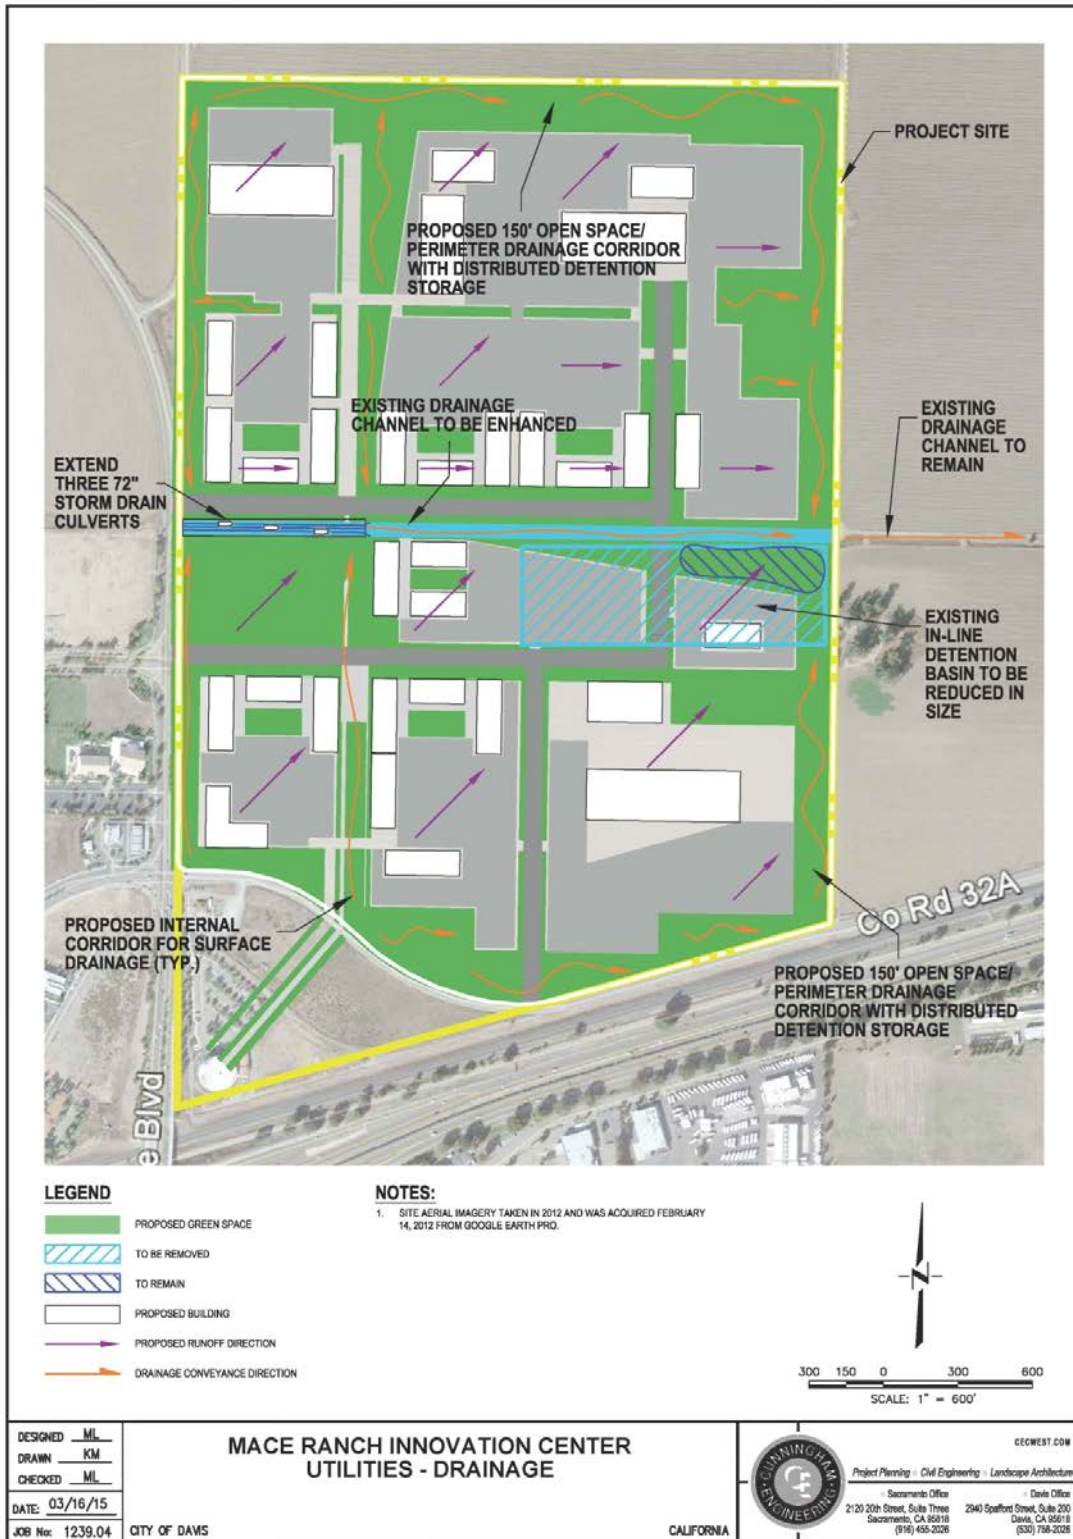 PROJECT SITE
PROPOSED 150' OPEN SPACE/
PERIMETER DRAINAGE CORRIDOR
WITH DISTRIBUTED DETENTION
STORAGE
EXISTING DRAINAGE
CHANNEL TO BE ENHANCED
EXISTING
DRAINAGE
CHANNEL TO
REMAIN
EXTEND
THREE 72"
STORM DRAIN
CULVERTS
EXISTING
IN-LINE
DETENTION
BASIN TO BE
REDUCED IN
SIZE
PROPOSED INTERNAL
CORRIDOR FOR SURFACE
DRAINAGE (TYP.)
Co Rd 32A
PROPOSED 150' OPEN SPACE/
PERIMETER DRAINAGE
CORRIDOR WITH DISTRIBUTED
DETENTION STORAGE
e Blvd
LEGEND
PROPOSED GREEN SPACE
TO BE REMOVED
TO REMAIN
PROPOSED BUILDING
PROPOSED RUNOFF DIRECTION
DRAINAGE CONVEYANCE DIRECTION
NOTES:
1. SITE AERIAL IMAGERY TAKEN IN 2012 AND WAS ACQUIRED FEBRUARY
14, 2012 FROM GOOGLE EARTH PRO.
N
300 150 0 300 600
SCALE: 1" = 600'
DESIGNED ML
DRAWN KM
CHECKED ML
DATE: 03/16/15
JOB No: 1239.04
MACE RANCH INNOVATION CENTER
UTILITIES - DRAINAGE
CITY OF DAVIS
CALIFORNIA
CUNNINGHAM
ENGINEERING
CECWEST.COM
Project Planning Civil Engineering Landscape Architecture
Sacramento Office
2120 20th Street, Suite Three
Sacramento, CA 95818
(916) 455-2026
Davis Office
2940 Spafford Street, Suite 200
Davis, CA 95618
(530) 758-2026